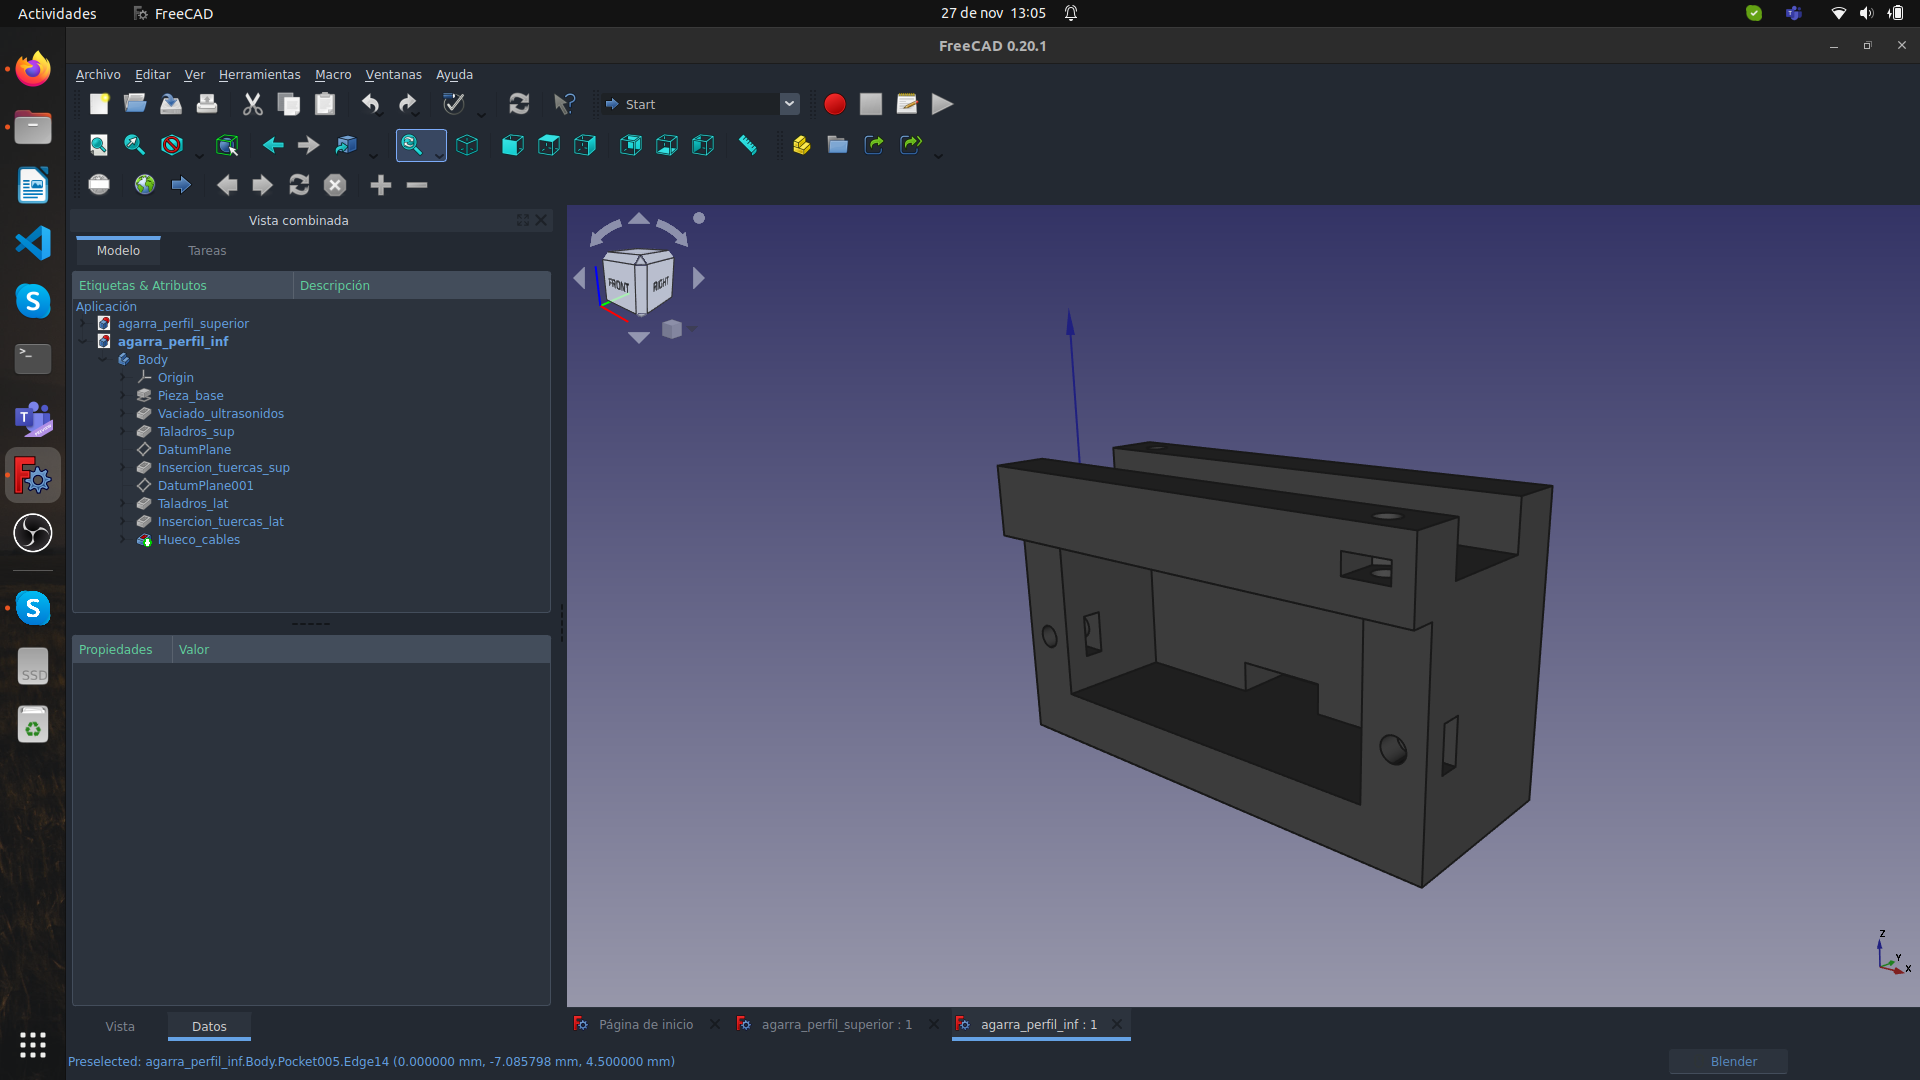 Actividades FreeCAD 27 de nov 13:05
FreeCAD 0.20.1
Archivo Editar Ver Herramientas Macro Ventanas Ayuda
Start
Vista combinada
Modelo Tareas
Etiquetas & Atributos Descripción
Aplicación
agarra_perfil_superior
agarra_perfil_inf
Body
Origin
Pieza_base
Vaciado_ultrasonidos
Taladros_sup
DatumPlane
Insercion_tuercas_sup
DatumPlane001
Taladros_lat
Insercion_tuercas_lat
Hueco_cables
FRONT RIGHT
Propiedades Valor
SSD
Z
Y
X
Vista Datos
Página de inicio agarra_perfil_superior : 1 agarra_perfil_inf : 1
Preselected: agarra_perfil_inf.Body.Pocket005.Edge14 (0.000000 mm, -7.085798 mm, 4.500000 mm)
Blender